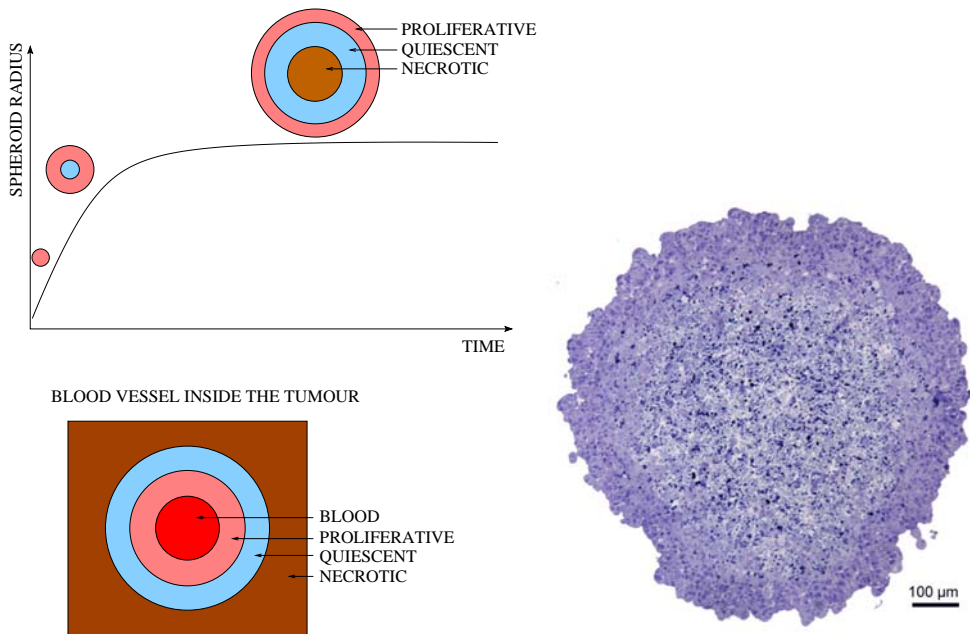 PROLIFERATIVE
QUIESCENT
NECROTIC
SPHEROID RADIUS
TIME
BLOOD VESSEL INSIDE THE TUMOUR
BLOOD
PROLIFERATIVE
QUIESCENT
NECROTIC
100 µm